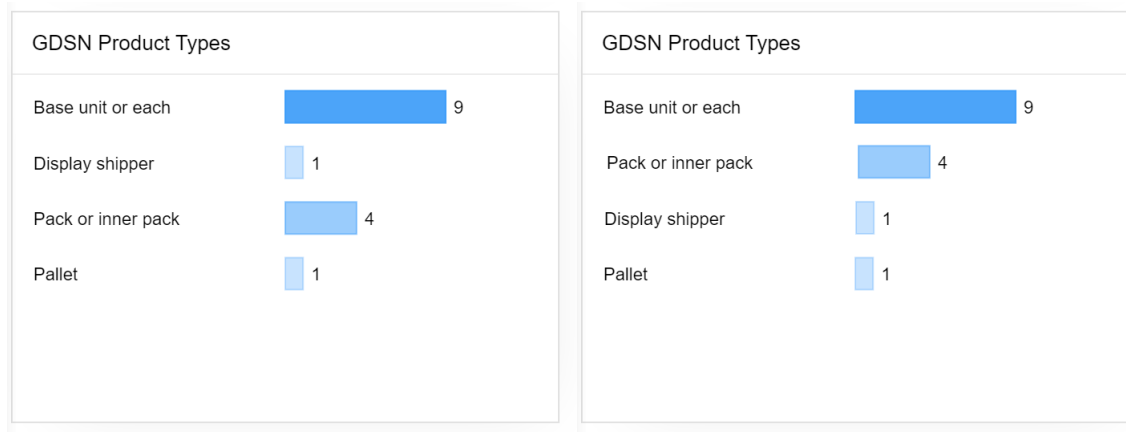 GDSN Product Types
Base unit or each 9
Display shipper 1
Pack or inner pack 4
Pallet 1
GDSN Product Types
Base unit or each 9
Pack or inner pack 4
Display shipper 1
Pallet 1